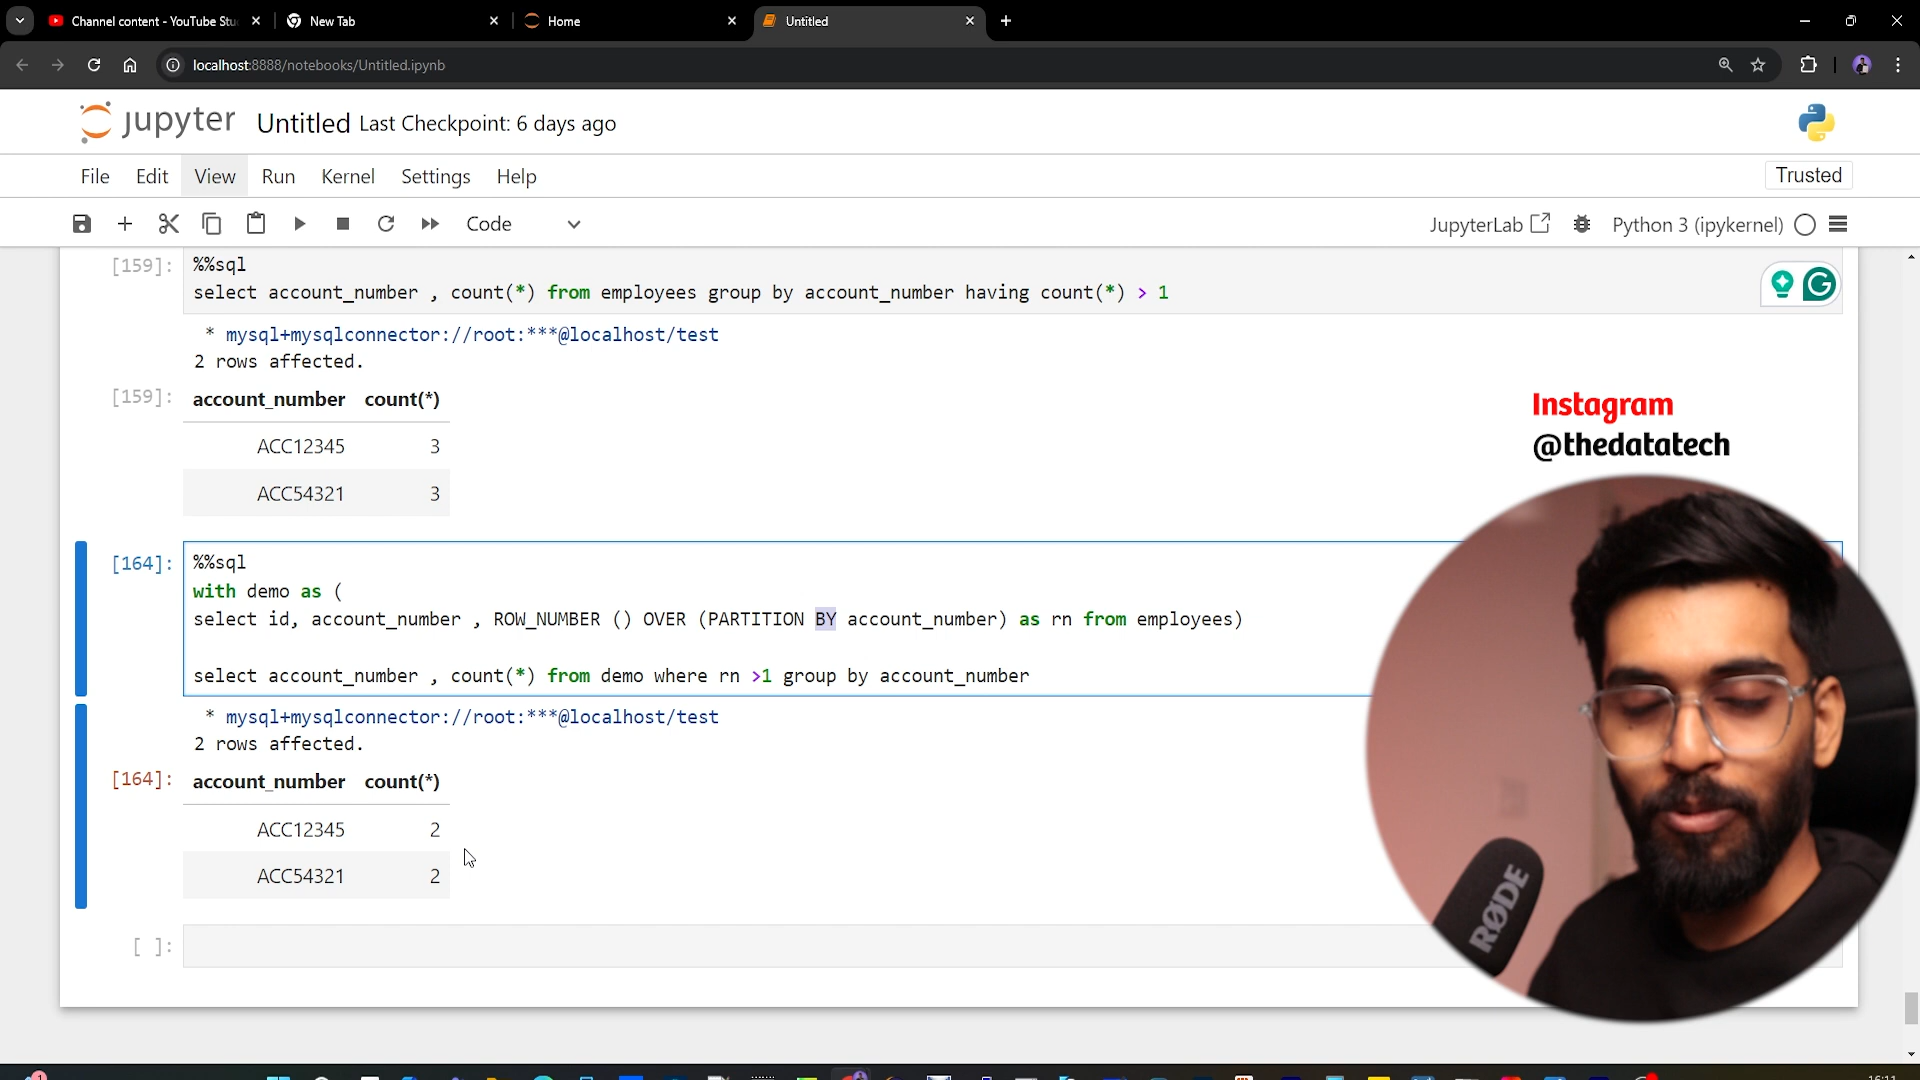 Channel content - YouTube Stu
New Tab
Home
Untitled
localhost:8888/notebooks/Untitled.ipynb
jupyter Untitled Last Checkpoint: 6 days ago
File Edit View Run Kernel Settings Help
Trusted
Code
JupyterLab
Python 3 (ipykernel)
[159]: %%sql
select account_number , count(*) from employees group by account_number having count(*) > 1
* mysql+mysqlconnector://root:***@localhost/test
2 rows affected.
[159]: account_number count(*)
ACC12345 3
ACC54321 3
Instagram
@thedatatech
[164]: %%sql
with demo as (
select id, account_number , ROW_NUMBER () OVER (PARTITION BY account_number) as rn from employees)
select account_number , count(*) from demo where rn >1 group by account_number
* mysql+mysqlconnector://root:***@localhost/test
2 rows affected.
[164]: account_number count(*)
ACC12345 2
ACC54321 2
[ ]:
RØDE